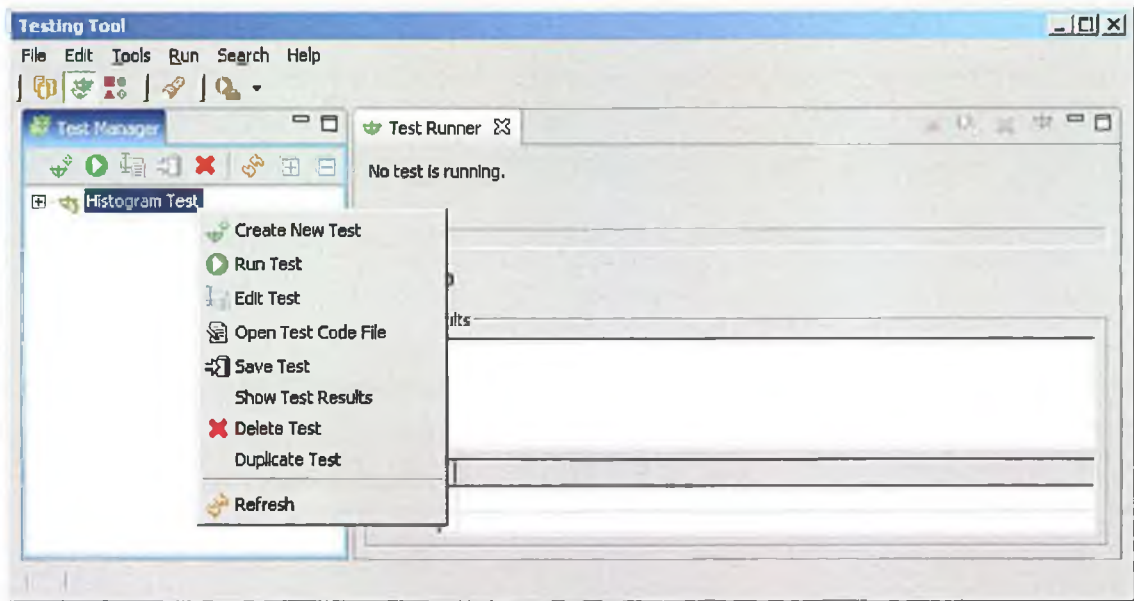 Testing Tool
File Edit Tools Run Search Help
Test Manager
Test Runner
No test is running.
Histogram Test
Create New Test
Run Test
Edit Test
Open Test Code File
Save Test
Show Test Results
Delete Test
Duplicate Test
Refresh